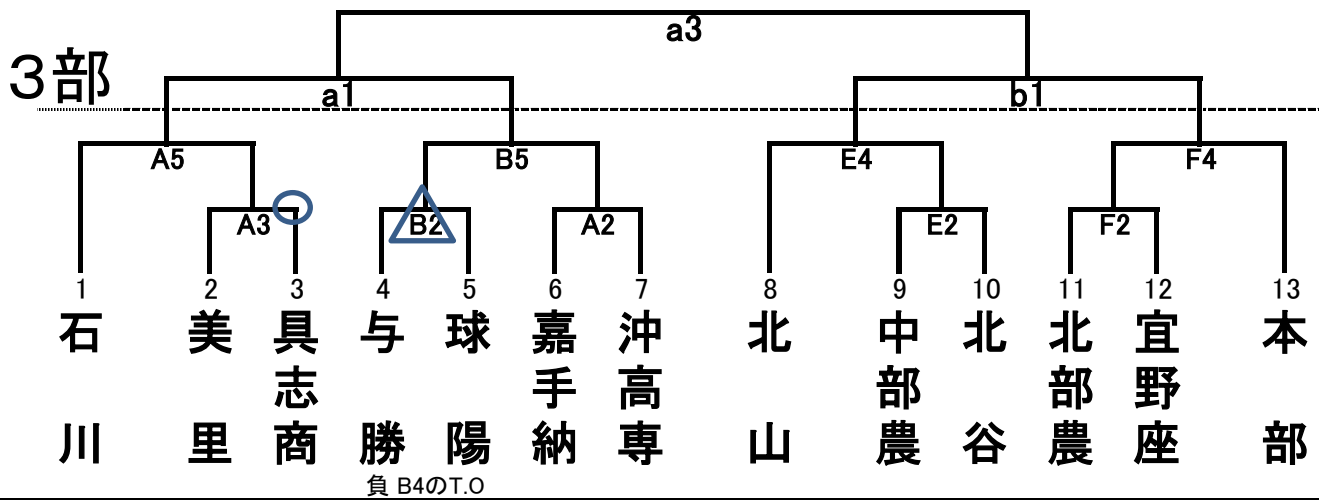 a3
3部
a1 b1
A5 B5 E4 F4
A3 B2 A2 E2 F2
1 2 3 4 5 6 7 8 9 10 11 12 13
石川
美里
具志商
与勝
球陽
嘉手納
沖高専
北山
中部農
北谷
北部農
宜野座
本部
負 B4のT.O